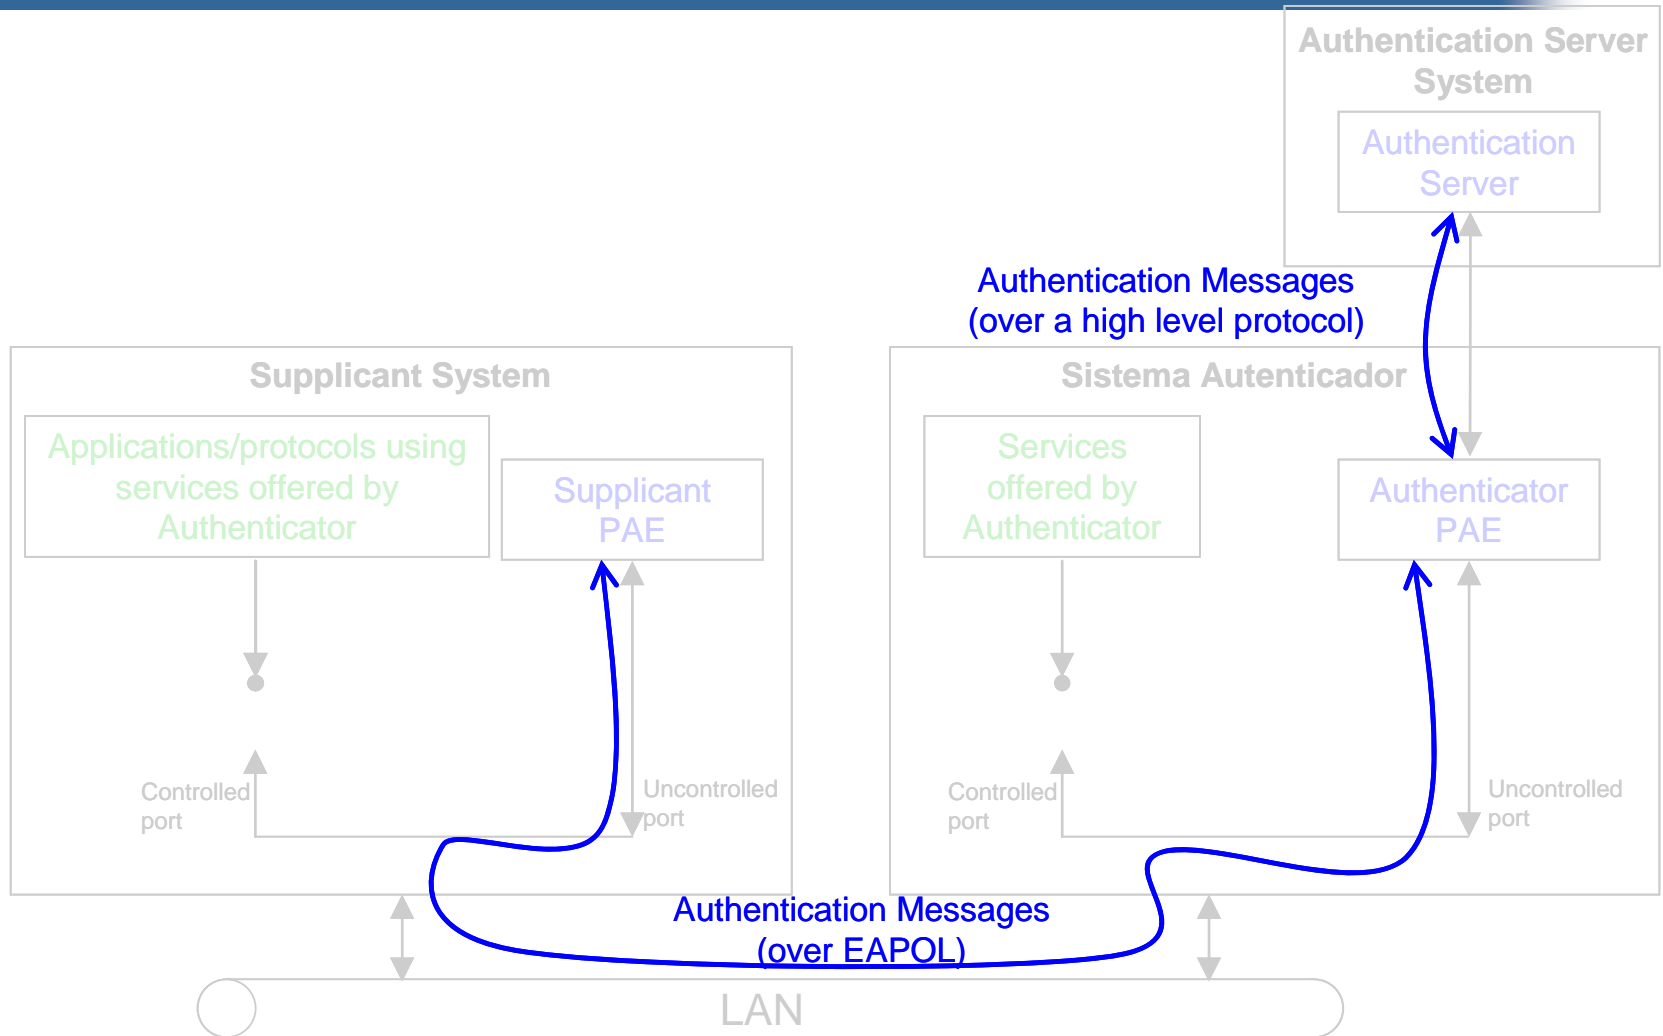 Authentication Server
System
Authentication
Server
Authentication Messages
(over a high level protocol)
Supplicant System
Applications/protocols using
services offered by
Authenticator
Supplicant
PAE
Controlled
port
Uncontrolled
port
Sistema Autenticador
Services
offered by
Authenticator
Authenticator
PAE
Controlled
port
Uncontrolled
port
Authentication Messages
(over EAPOL)
LAN